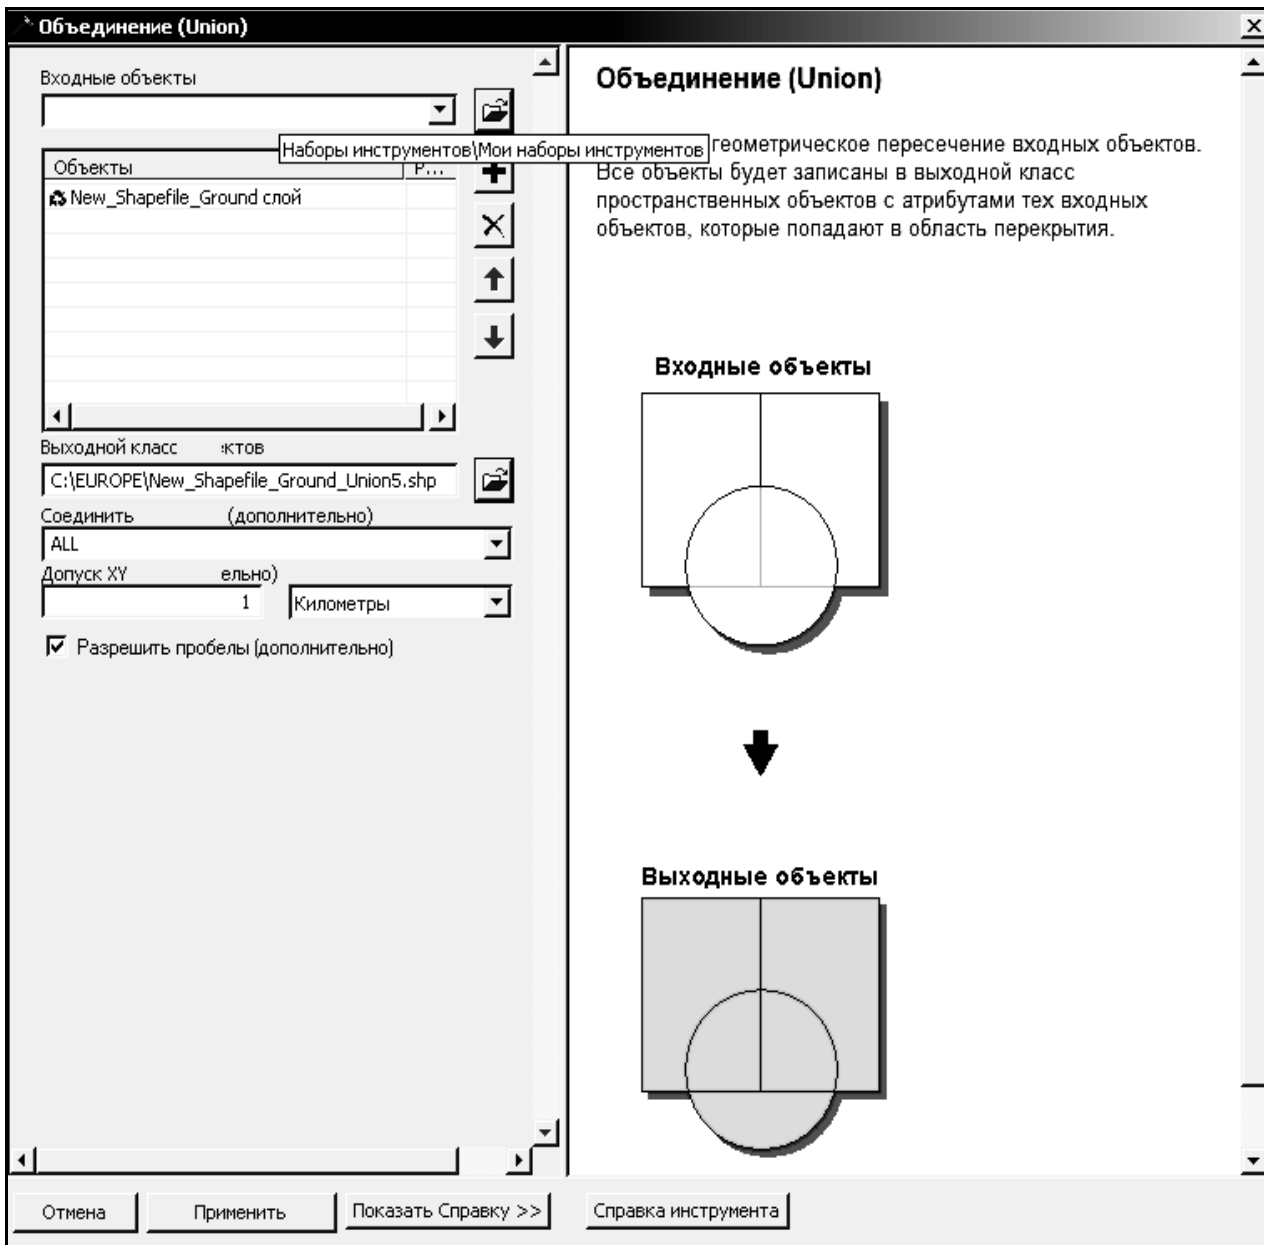 Объединение (Union)
Входные объекты
Наборы инструментов\Мои наборы инструментов
Объекты Р...
New_Shapefile_Ground слой
Выходной класс ектов
C:\EUROPE\New_Shapefile_Ground_Union5.shp
Соединить (дополнительно)
ALL
Допуск XY ельно)
1 Километры
Разрешить пробелы (дополнительно)
Объединение (Union)
геометрическое пересечение входных объектов.
Все объекты будет записаны в выходной класс
пространственных объектов с атрибутами тех входных
объектов, которые попадают в область перекрытия.
Входные объекты
Выходные объекты
Отмена
Применить
Показать Справку >>
Справка инструмента